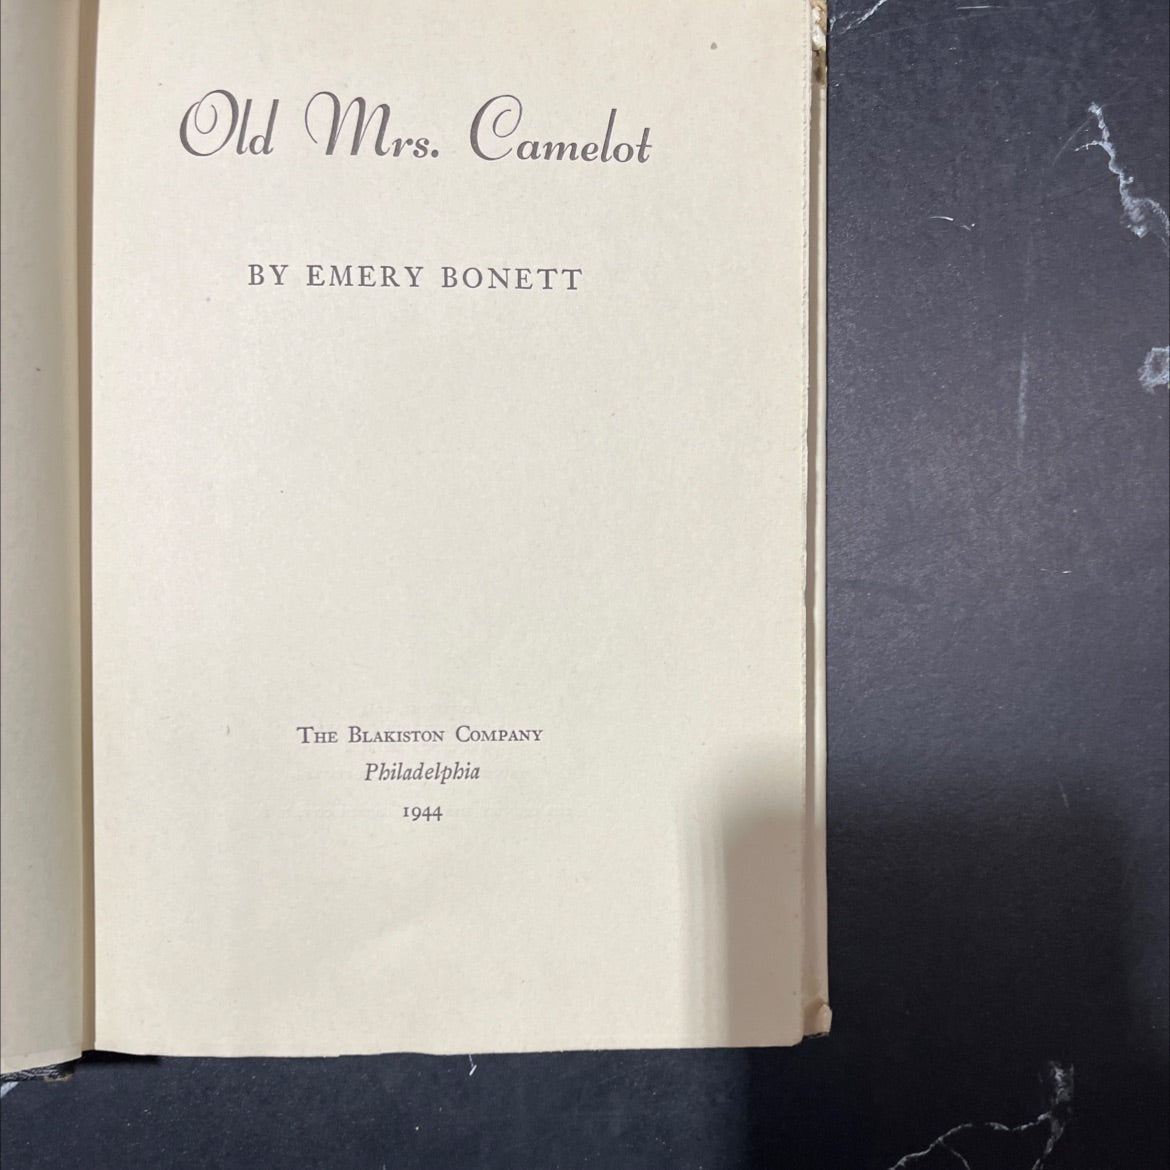 Old Mrs. Camelot
BY EMERY BONETT
The Blakiston Company
Philadelphia
1944